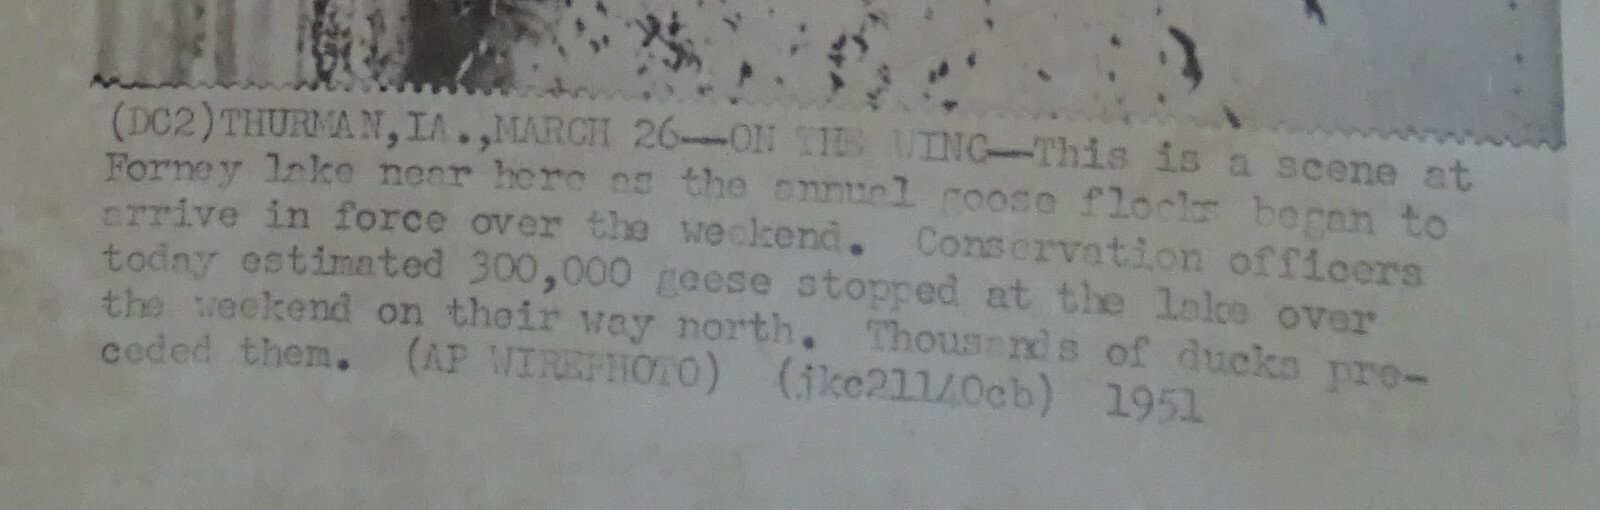 (DC2)THURMAN,IA.,MARCH 26—ON THE WING—This is a scene at
Forney lake near here as the annual goose flocks began to
arrive in force over the weekend. Conservation officers
today estimated 300,000 geese stopped at the lake over
the weekend on their way north. Thousands of ducks pre-
ceded them. (AP WIREPHOTO) (jkc21140cb) 1951